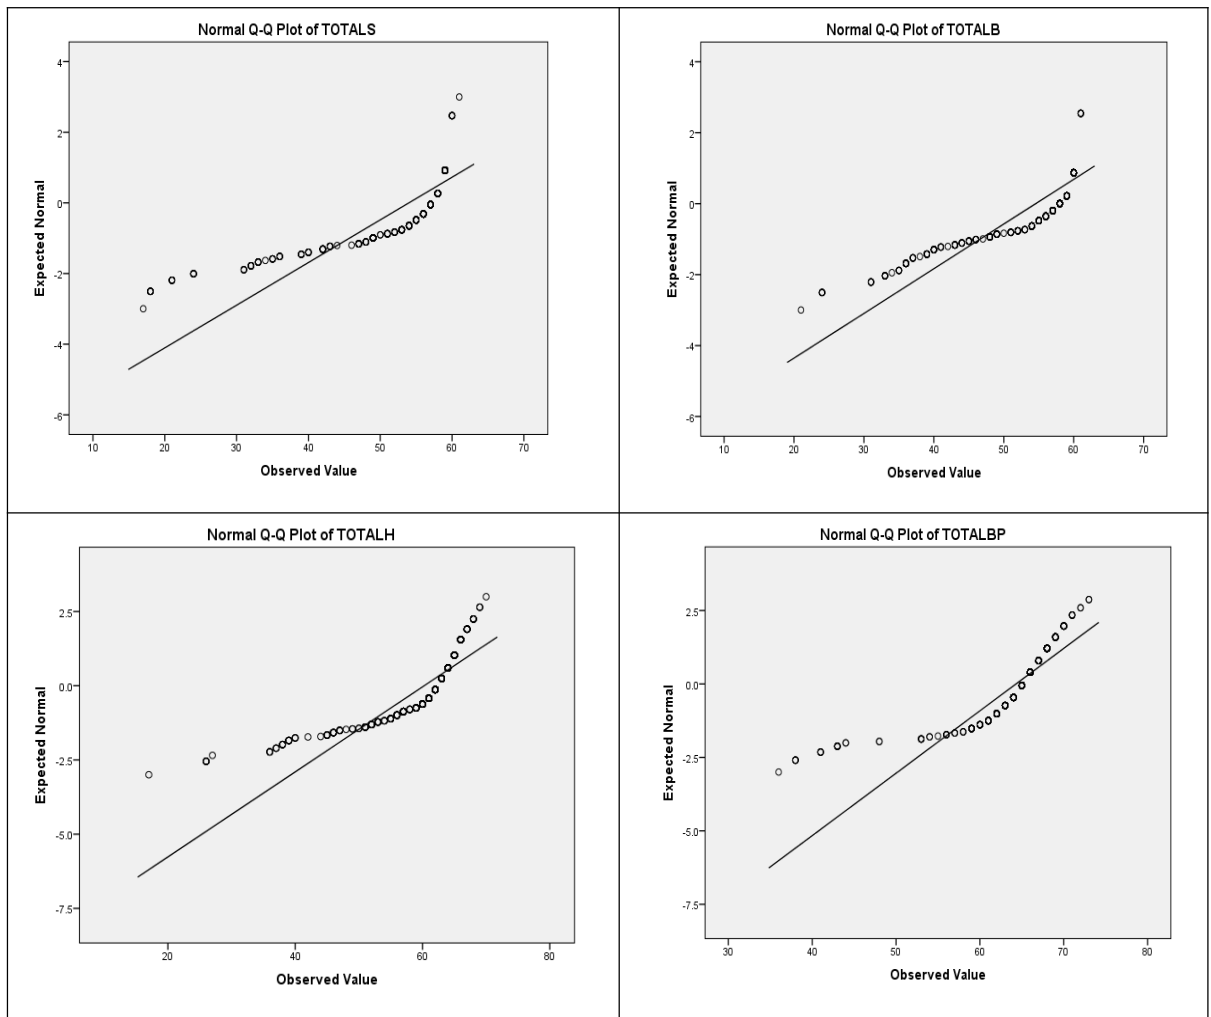 Normal Q-Q Plot of TOTALS
Expected Normal
4
2
0
-2
-4
-6
10 20 30 40 50 60 70
Observed Value
Normal Q-Q Plot of TOTALB
Expected Normal
4
2
0
-2
-4
-6
10 20 30 40 50 60 70
Observed Value
Normal Q-Q Plot of TOTALH
Expected Normal
2.5
0.0
-2.5
-5.0
-7.5
20 40 60 80
Observed Value
Normal Q-Q Plot of TOTALBP
Expected Normal
2.5
0.0
-2.5
-5.0
-7.5
30 40 50 60 70 80
Observed Value